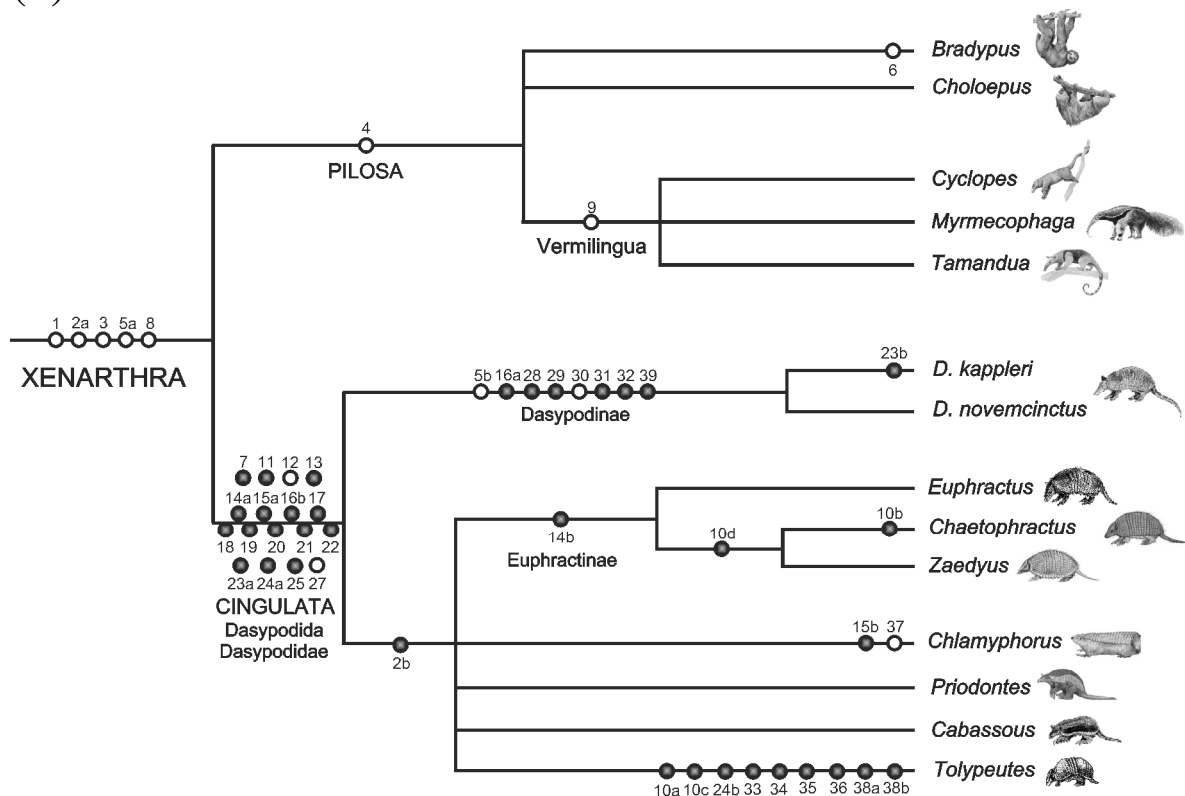 Bradypus
6
Choloepus
4
PILOSA
Cyclopes
9
Myrmecophaga
Vermilingua
Tamandua
1 2a 3 5a 8
XENARTHRA
23b
D. kappleri
5b 16a 28 29 30 31 32 39
Dasypodinae
D. novemcinctus
7 11 12 13
14a 15a 16b 17
18 19 20 21 22
23a 24a 25 27
CINGULATA
Dasypodida
Dasypodidae
Euphractus
10b
Chaetophractus
14b
10d
Euphractinae
Zaedyus
2b
15b 37
Chlamyphorus
Priodontes
Cabassous
Tolypeutes
10a 10c 24b 33 34 35 36 38a 38b